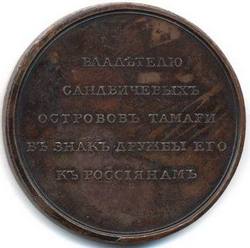 ВЛАДѢТЕЛЮ
САНДВИЧЕВЫХЪ
ОСТРОВОВЪ ТАМАРИ
ВЪ ЗНАКЪ ДРУЖБЫ ЕГО
КЪ РОССІЯНАМЪ